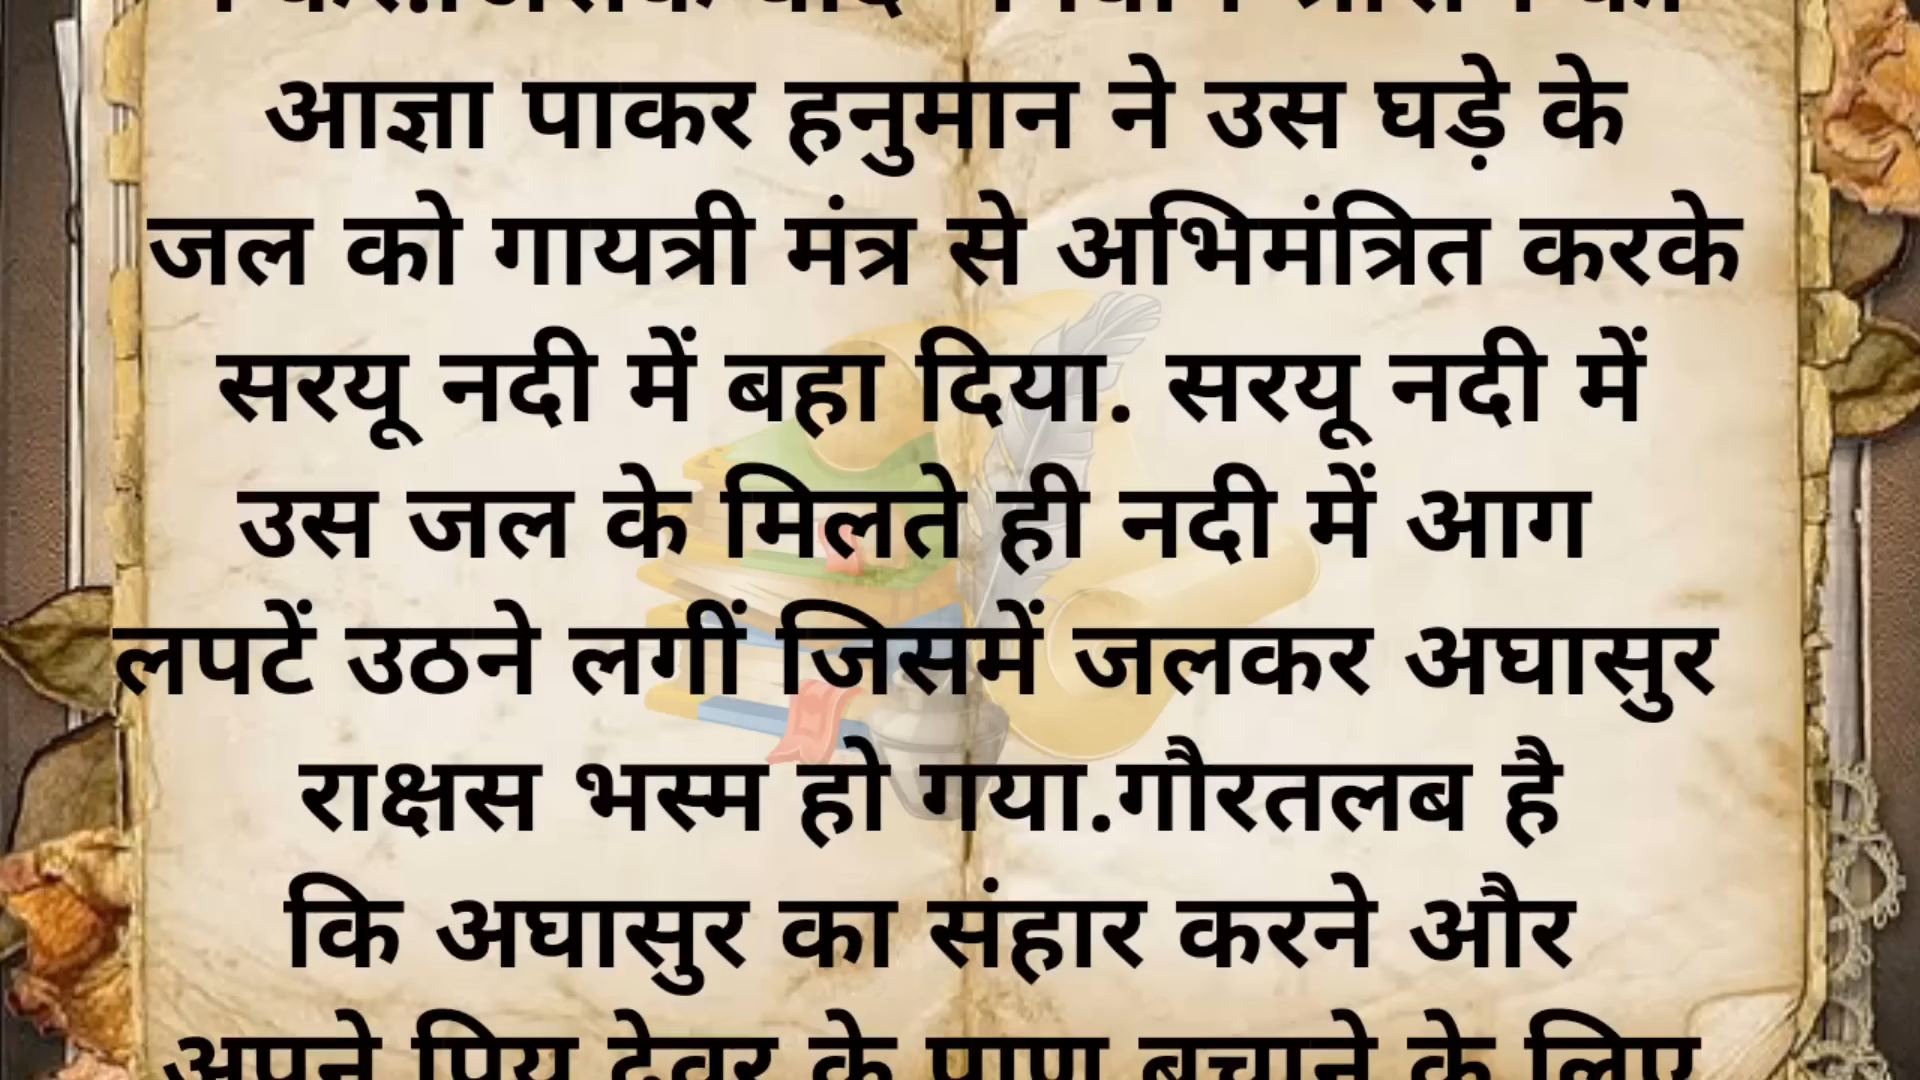 आज्ञा पाकर हनुमान ने उस घड़े के
जल को गायत्री मंत्र से अभिमंत्रित करके
सरयू नदी में बहा दिया. सरयू नदी में
उस जल के मिलते ही नदी में आग
लपटें उठने लगीं जिसमें जलकर अघासुर
राक्षस भस्म हो गया.गौरतलब है
कि अघासुर का संहार करने और
अपने प्रिय देवर के प्राण बचाने के लिए